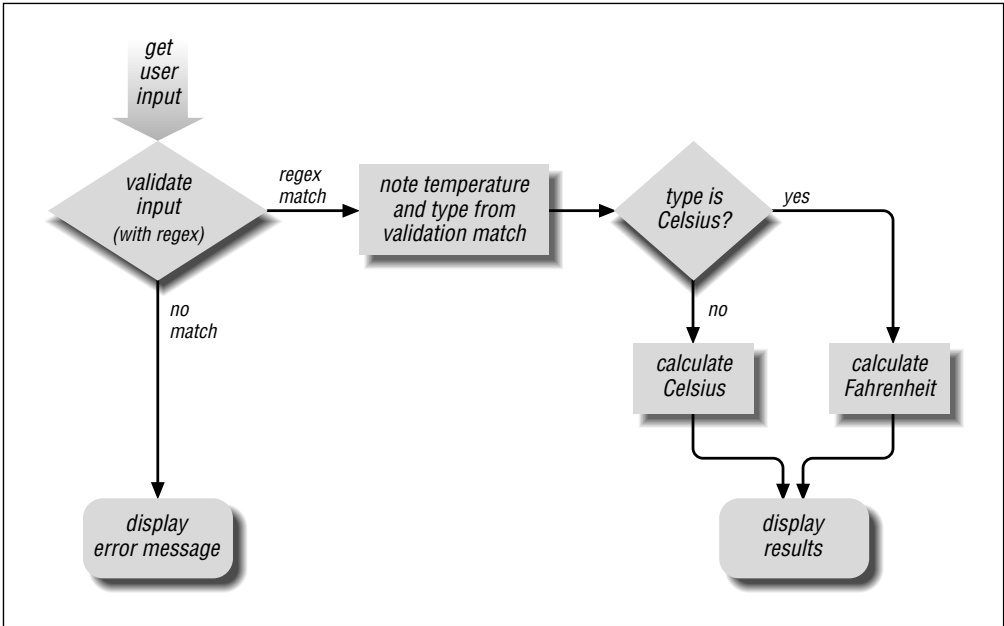 get
user
input
validate
input
(with regex)
regex
match
note temperature
and type from
validation match
type is
Celsius?
yes
no
match
no
calculate
Celsius
calculate
Fahrenheit
display
error message
display
results